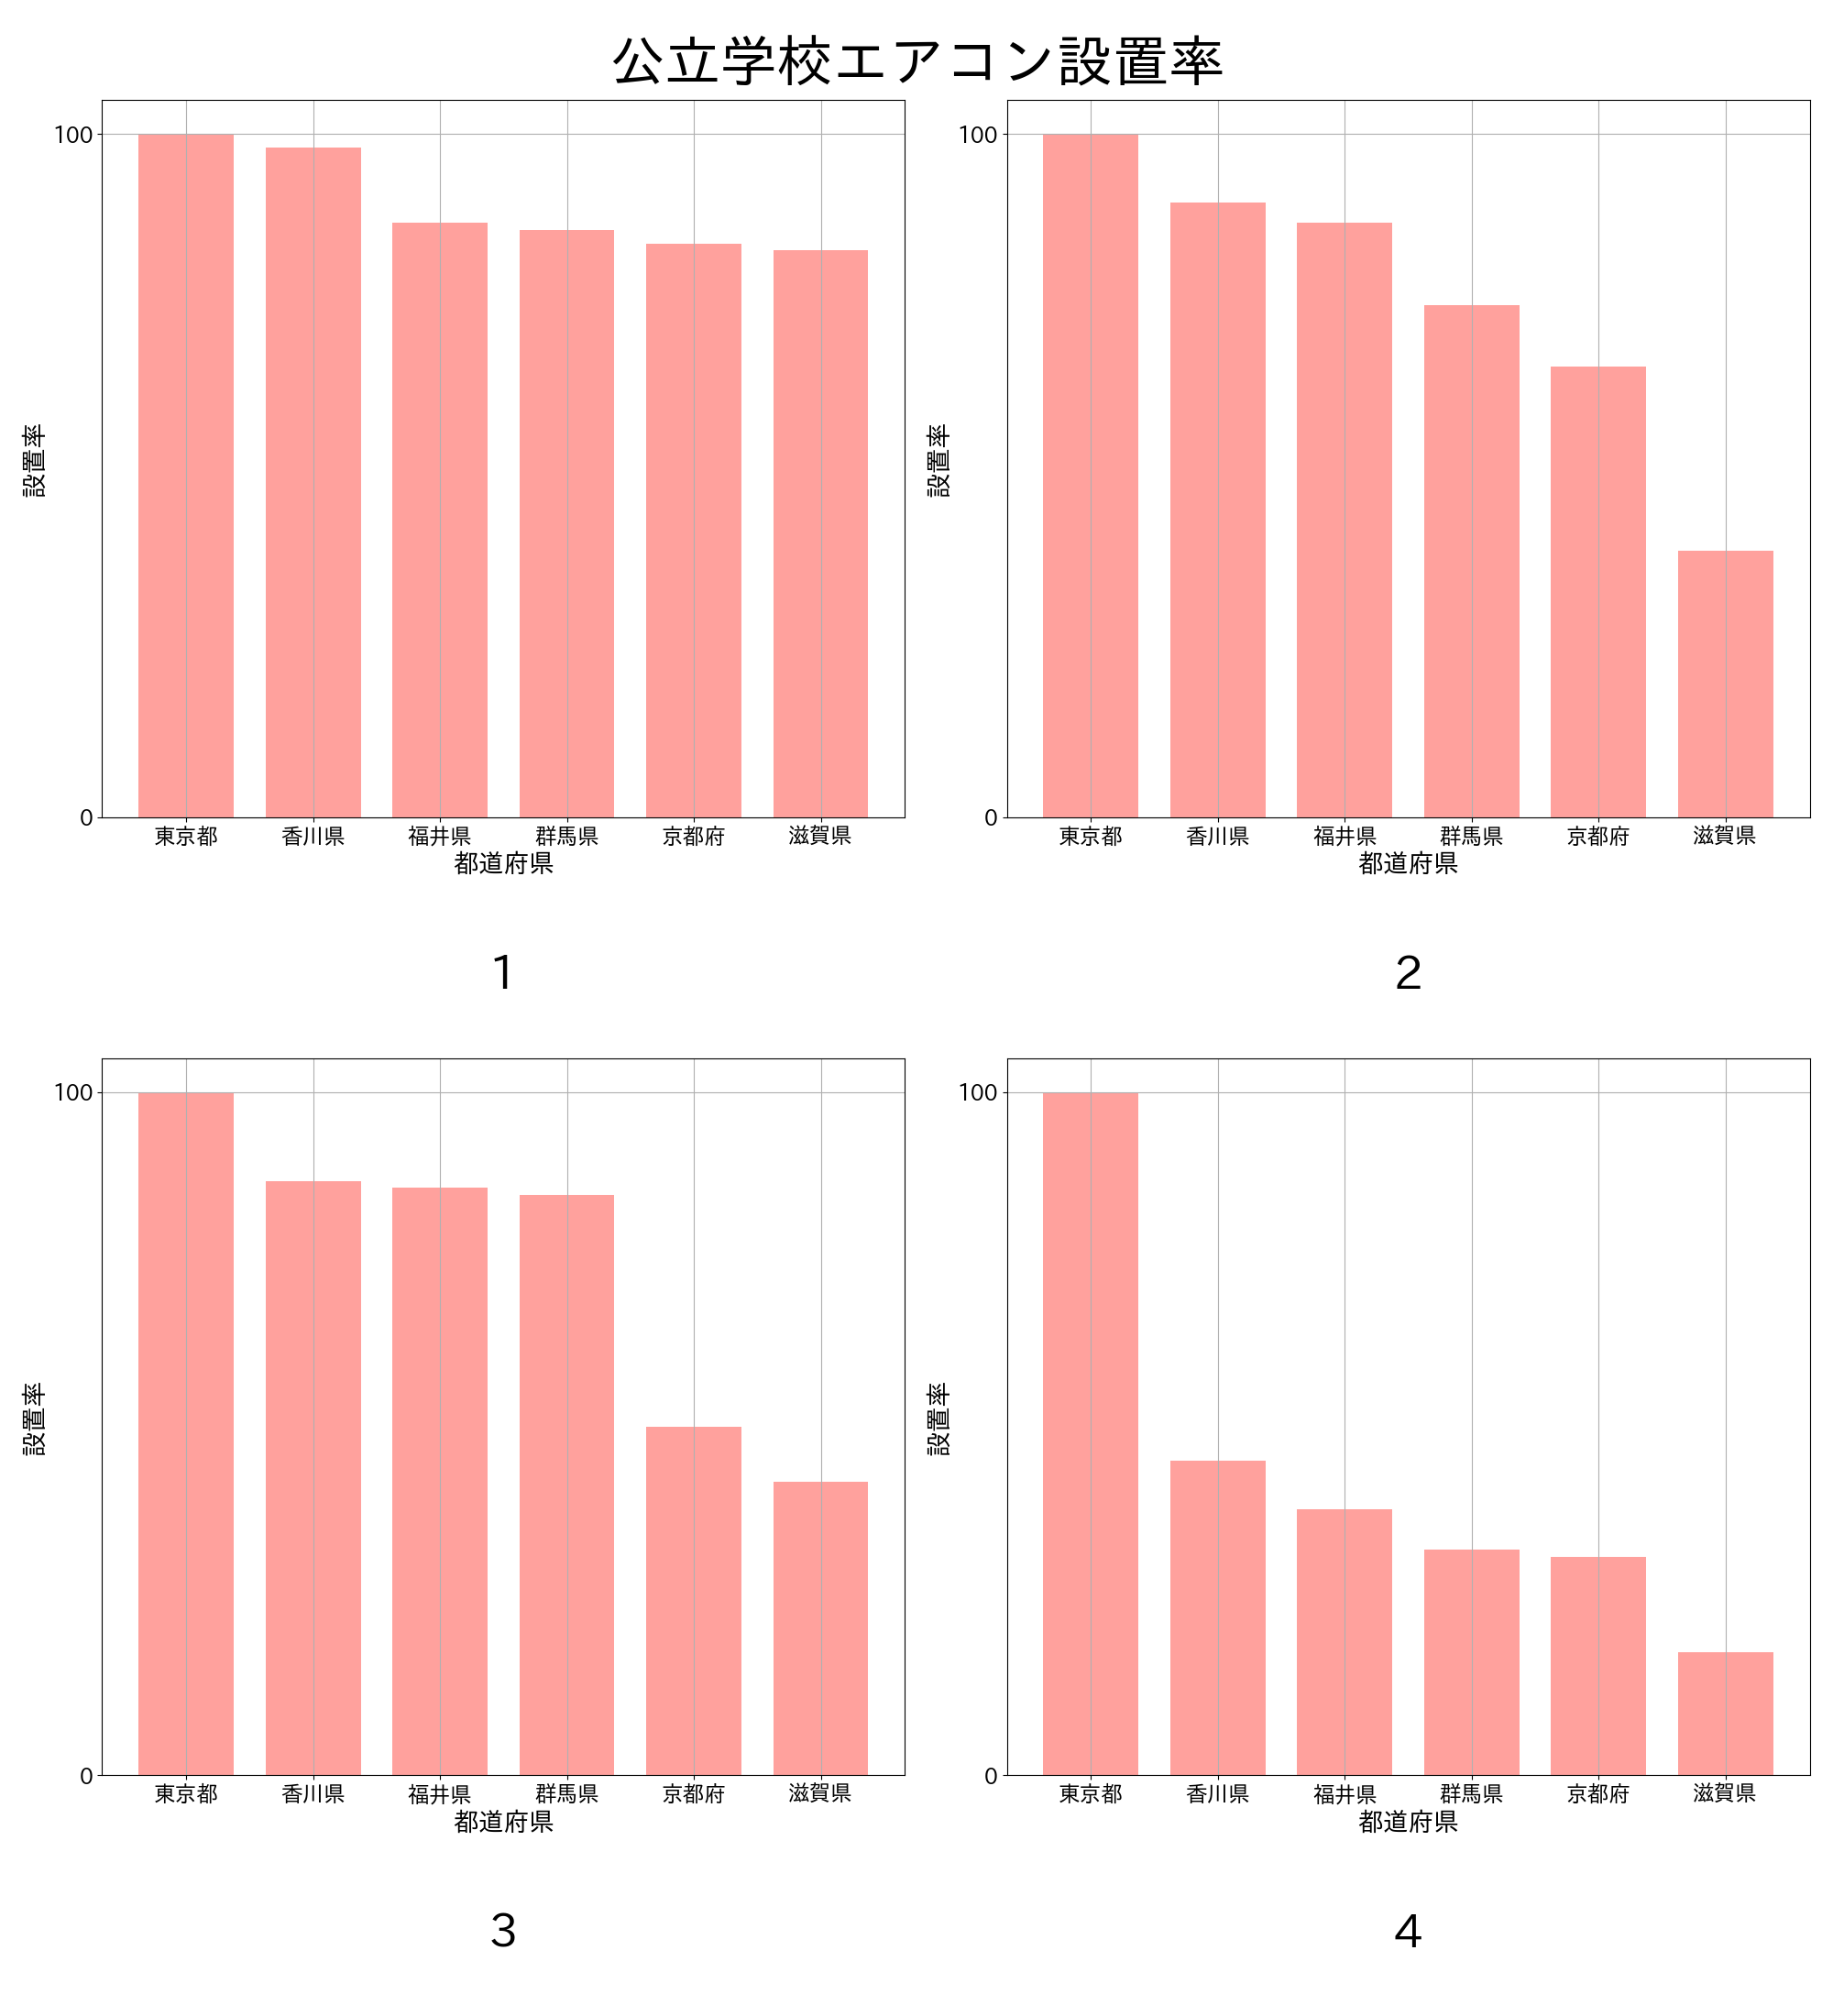 公立学校エアコン設置率
100
0
設置率
東京都 香川県 福井県 群馬県 京都府 滋賀県
都道府県
1
100
0
設置率
東京都 香川県 福井県 群馬県 京都府 滋賀県
都道府県
2
100
0
設置率
東京都 香川県 福井県 群馬県 京都府 滋賀県
都道府県
3
100
0
設置率
東京都 香川県 福井県 群馬県 京都府 滋賀県
都道府県
4